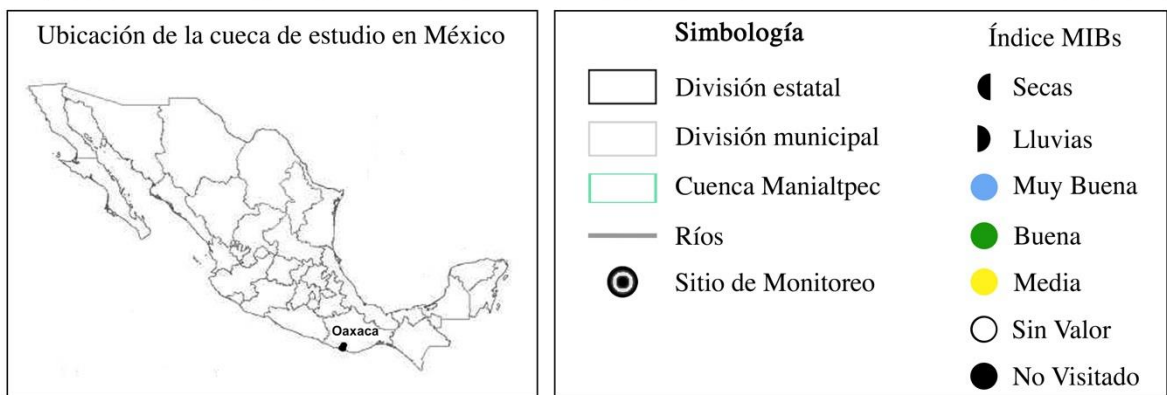 Ubicación de la cueca de estudio en México
Oaxaca
Simbología
División estatal
División municipal
Cuenca Manialtpec
Ríos
Sitio de Monitoreo
Índice MIBs
Secas
Lluvias
Muy Buena
Buena
Media
Sin Valor
No Visitado